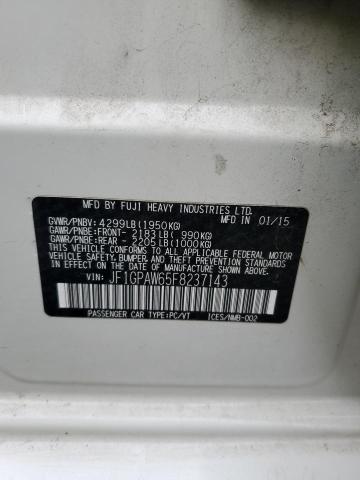 MFD BY FUJI HEAVY INDUSTRIES LTD. 01/15
GVWR/PNBV: 4299LB(1950KG)
GAWR/PNBE:FRONT- 2183LB( 990KG)
GAWR/PNBE:REAR - 2205LB(1000KG)
THIS VEHICLE CONFORMS TO ALL APPLICABLE
FEDERAL MOTOR VEHICLE SAFETY, BUMPER,
AND THEFT PREVENTION STANDARDS IN EFFECT
ON THE DATE OF MANUFACTURE SHOWN ABOVE.
VIN: JF1GPAW65F8237143
PASSENGER CAR TYPE:PC/VT ICES/NMB-002